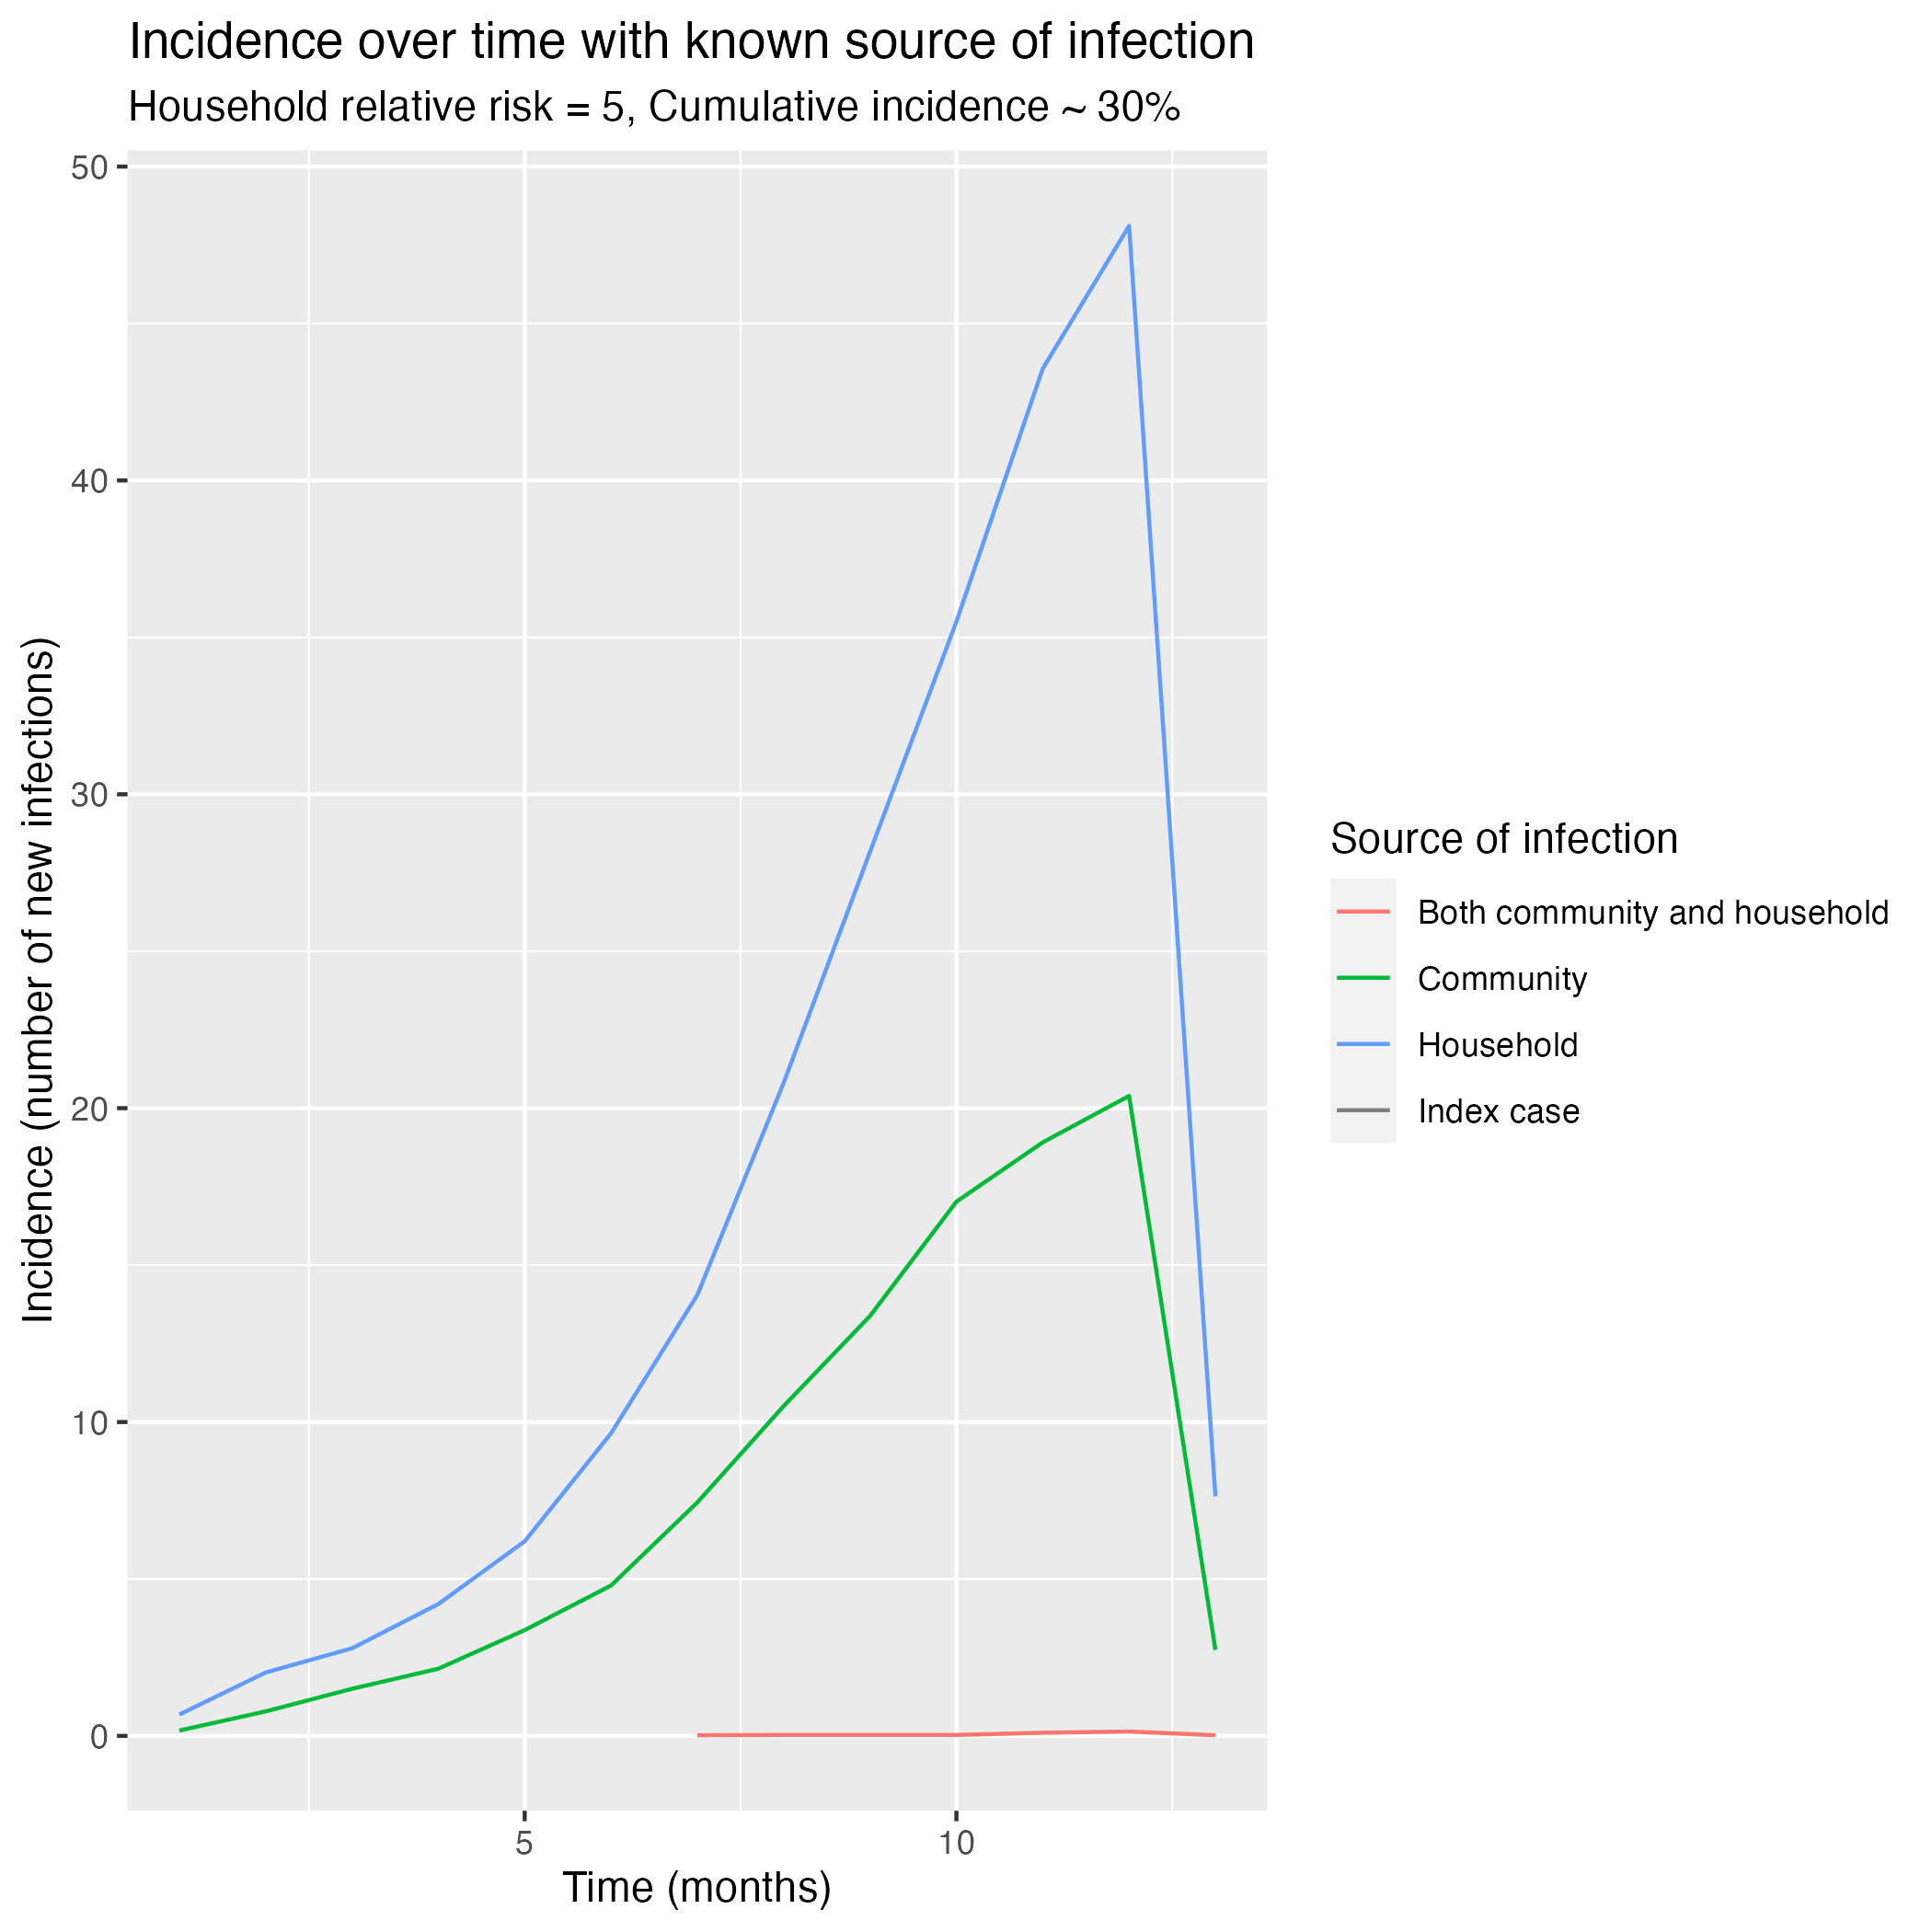 Incidence over time with known source of infection
Household relative risk = 5, Cumulative incidence ~ 30%
50
40
30
20
10
0
Incidence (number of new infections)
5
10
Time (months)
Source of infection
Both community and household
Community
Household
Index case